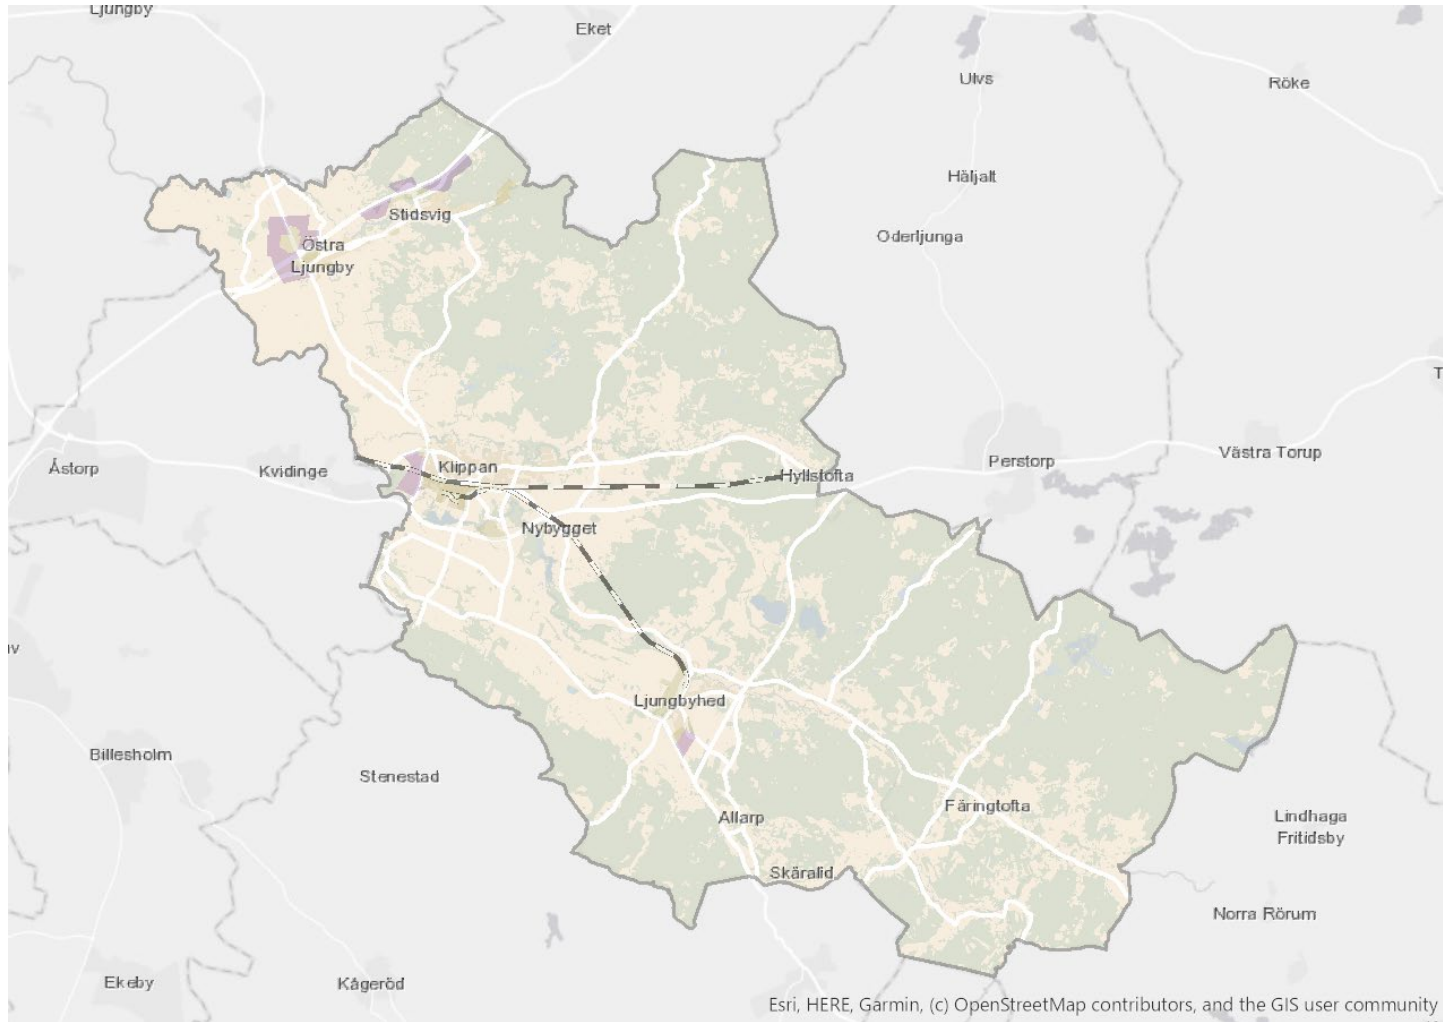 Ljungby
Eket
Ulvs
Röke
Häljalt
Stidsvig
Oderljunga
Östra
Ljungby
Västra Torup
Åstorp
Kvidinge
Klippan
Perstorp
Hyllstofta
Nybygget
Ljungbyhed
Billesholm
Stenestad
Färingtofta
Allarp
Lindhaga
Fritidsby
Skäralid
Norra Rörum
Ekeby
Kågeröd
Esri, HERE, Garmin, (c) OpenStreetMap contributors, and the GIS user community